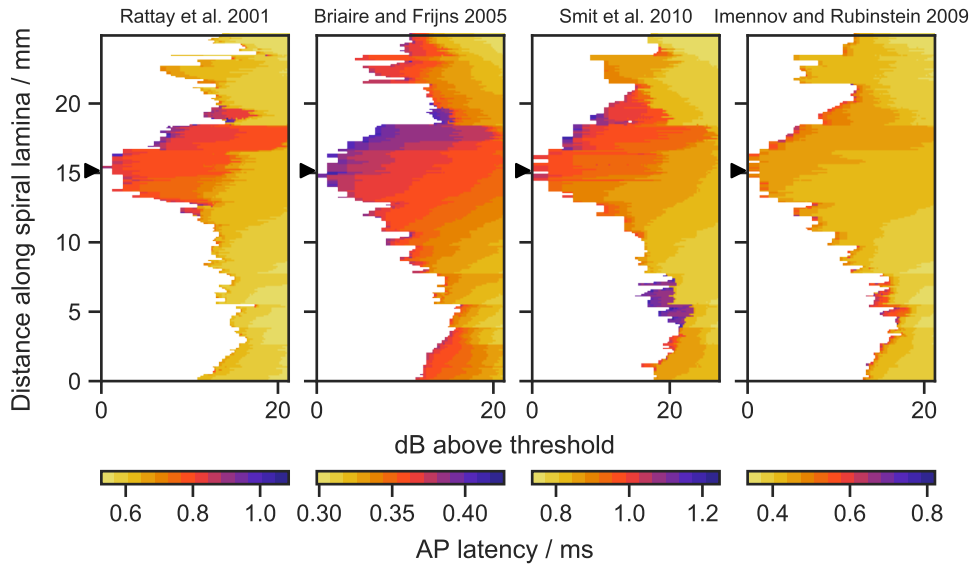 Rattay et al. 2001 Briaire and Frijns 2005 Smit et al. 2010 Imennov and Rubinstein 2009
Distance along spiral lamina / mm
20
15
10
5
0
0 20 0 20 0 20 0 20
dB above threshold
0.6 0.8 1.0 0.30 0.35 0.40 0.8 1.0 1.2 0.4 0.6 0.8
AP latency / ms